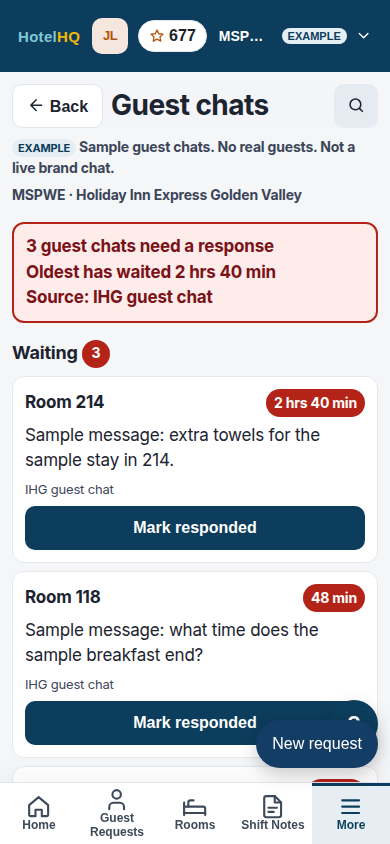 HotelHQ JL 677 MSP... EXAMPLE
Back Guest chats
EXAMPLE Sample guest chats. No real guests. Not a
live brand chat.
MSPWE · Holiday Inn Express Golden Valley
3 guest chats need a response
Oldest has waited 2 hrs 40 min
Source: IHG guest chat
Waiting 3
Room 214 2 hrs 40 min
Sample message: extra towels for the
sample stay in 214.
IHG guest chat
Mark responded
Room 118 48 min
Sample message: what time does the
sample breakfast end?
IHG guest chat
Mark responded
New request
Home
Guest
Requests
Rooms
Shift Notes
More